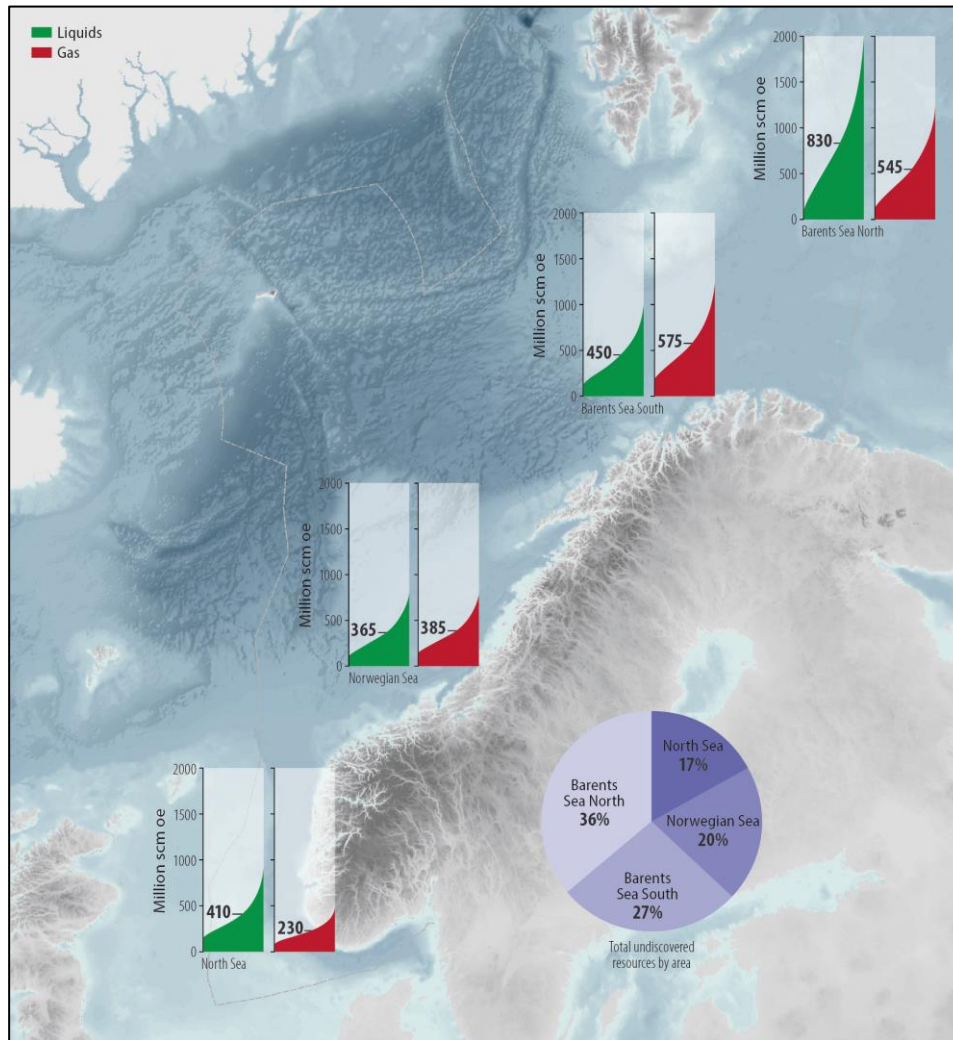 Liquids
Gas
Million scm oe
2000
1500
1000
500
0
830
545
Barents Sea North
Million scm oe
2000
1500
1000
500
0
450
575
Barents Sea South
Million scm oe
2000
1500
1000
500
0
365
385
Norwegian Sea
Million scm oe
2000
1500
1000
500
0
410
230
North Sea
North Sea
17%
Norwegian Sea
20%
Barents
Sea South
27%
Barents
Sea North
36%
Total undiscovered
resources by area